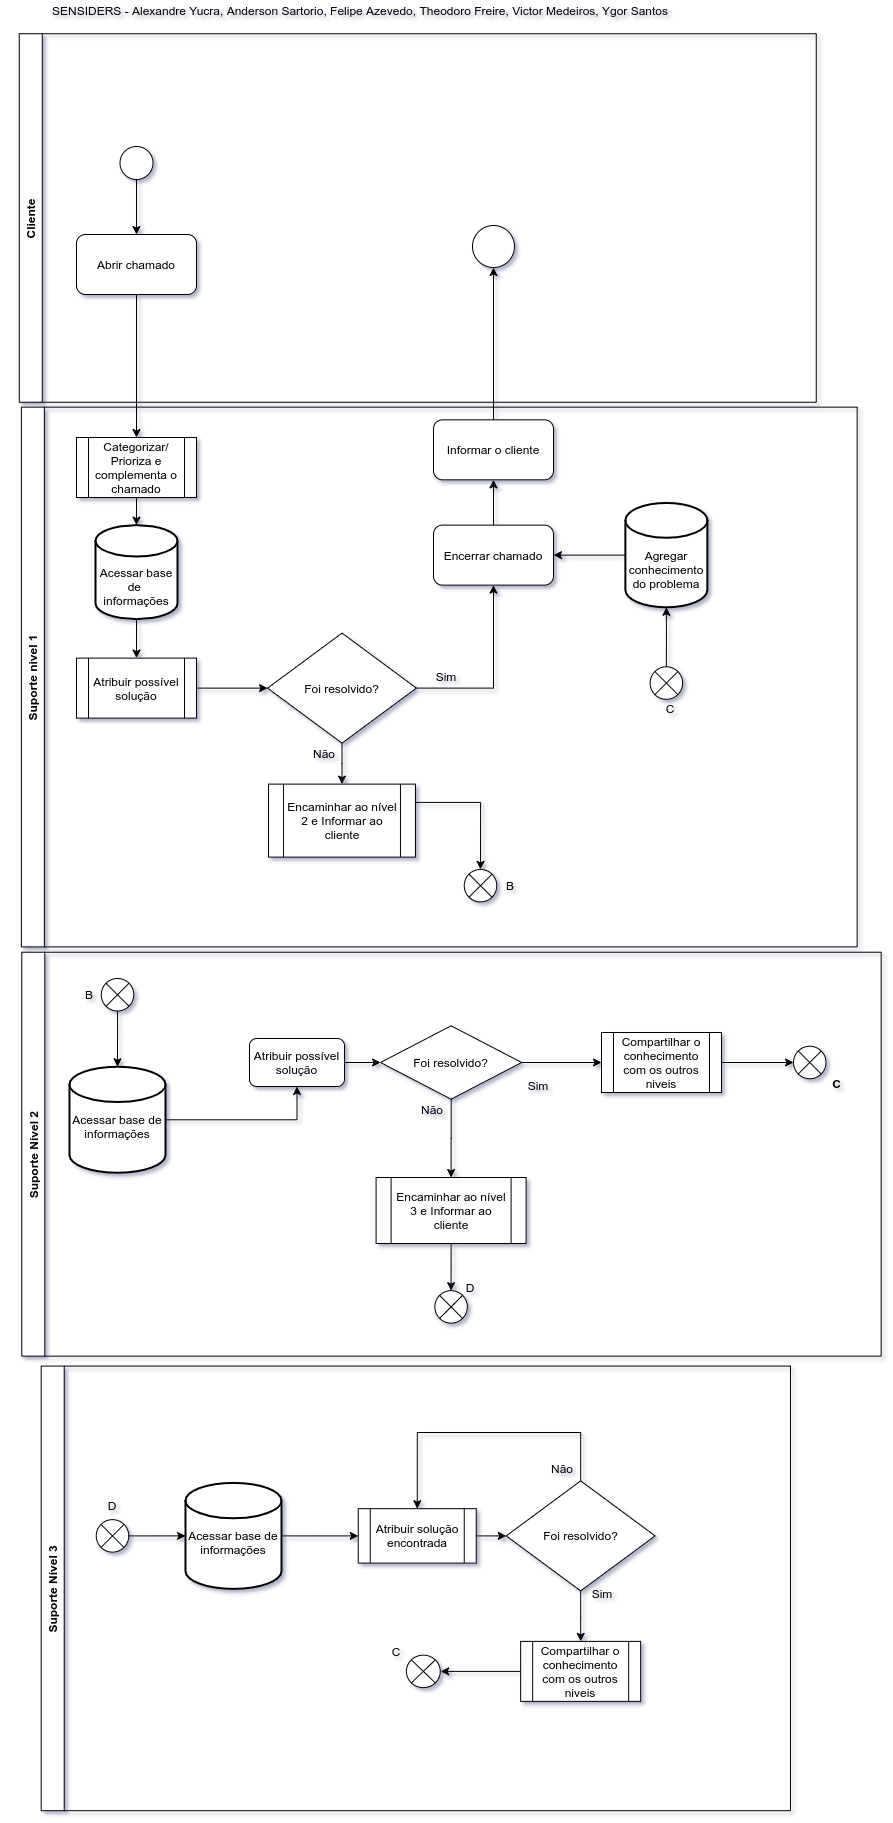 SENSIDERS - Alexandre Yucra, Anderson Sartorio, Felipe Azevedo, Theodoro Freire, Victor Medeiros, Ygor Santos
Cliente
Abrir chamado
Suporte nivel 1
Categorizar/
Prioriza e
complementa o
chamado
Acessar base
de
informações
Atribuir possível
solução
Foi resolvido?
Sim
Não
Encaminhar ao nível
2 e Informar ao
cliente
B
Informar o cliente
Encerrar chamado
Agregar
conhecimento
do problema
C
Suporte Nível 2
B
Acessar base de
informações
Atribuir possível
solução
Foi resolvido?
Sim
Não
Compartilhar o
conhecimento
com os outros
niveis
C
Encaminhar ao nível
3 e Informar ao
cliente
D
Suporte Nível 3
D
Acessar base de
informações
Atribuir solução
encontrada
Não
Foi resolvido?
Sim
Compartilhar o
conhecimento
com os outros
niveis
C